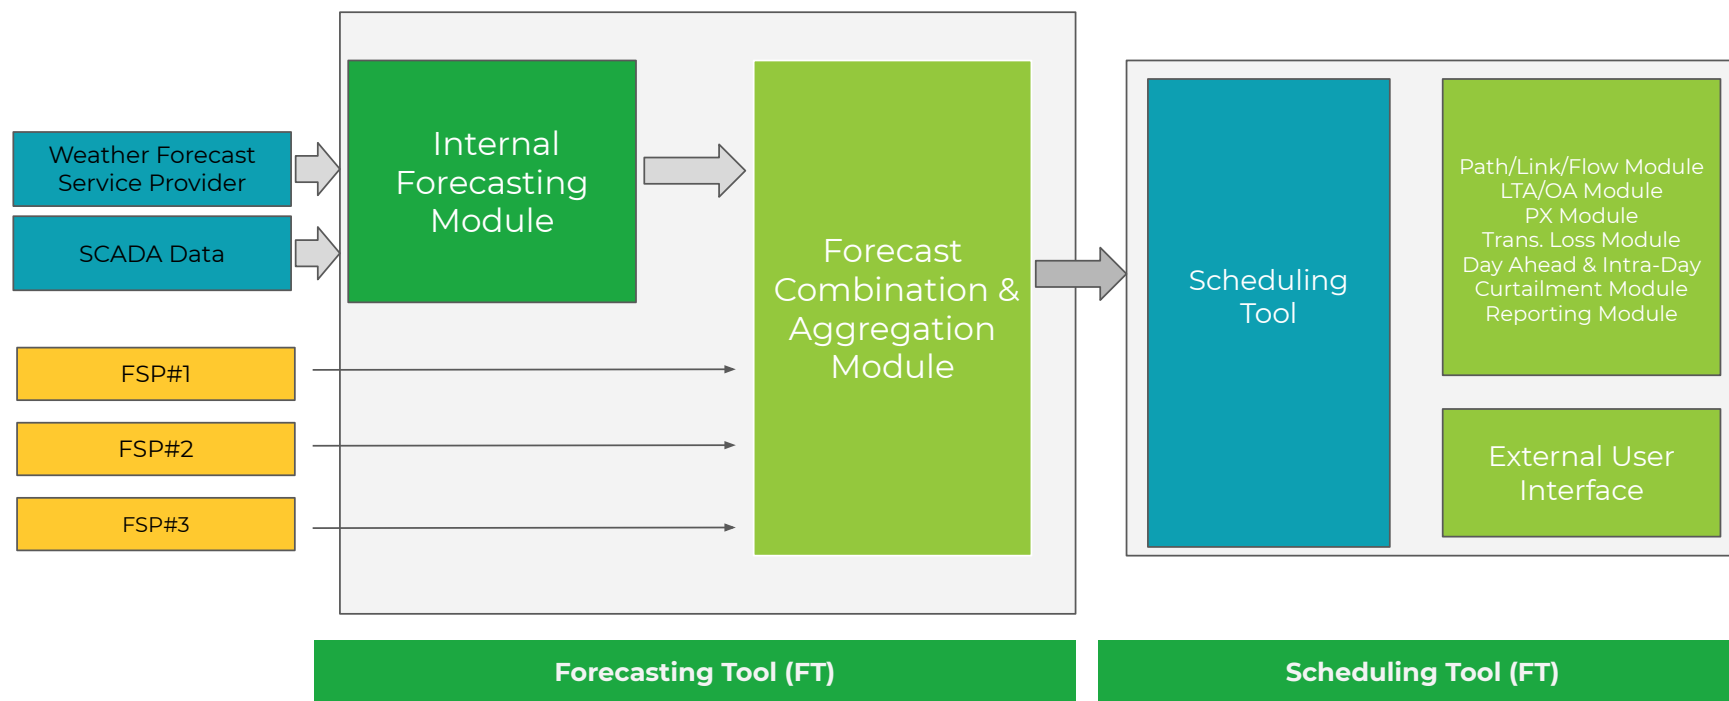 Weather Forecast
Service Provider
SCADA Data
FSP#1
FSP#2
FSP#3
Internal
Forecasting
Module
Forecast
Combination &
Aggregation
Module
Scheduling
Tool
Path/Link/Flow Module
LTA/OA Module
PX Module
Trans. Loss Module
Day Ahead & Intra-Day
Curtailment Module
Reporting Module
External User
Interface
Forecasting Tool (FT)
Scheduling Tool (FT)